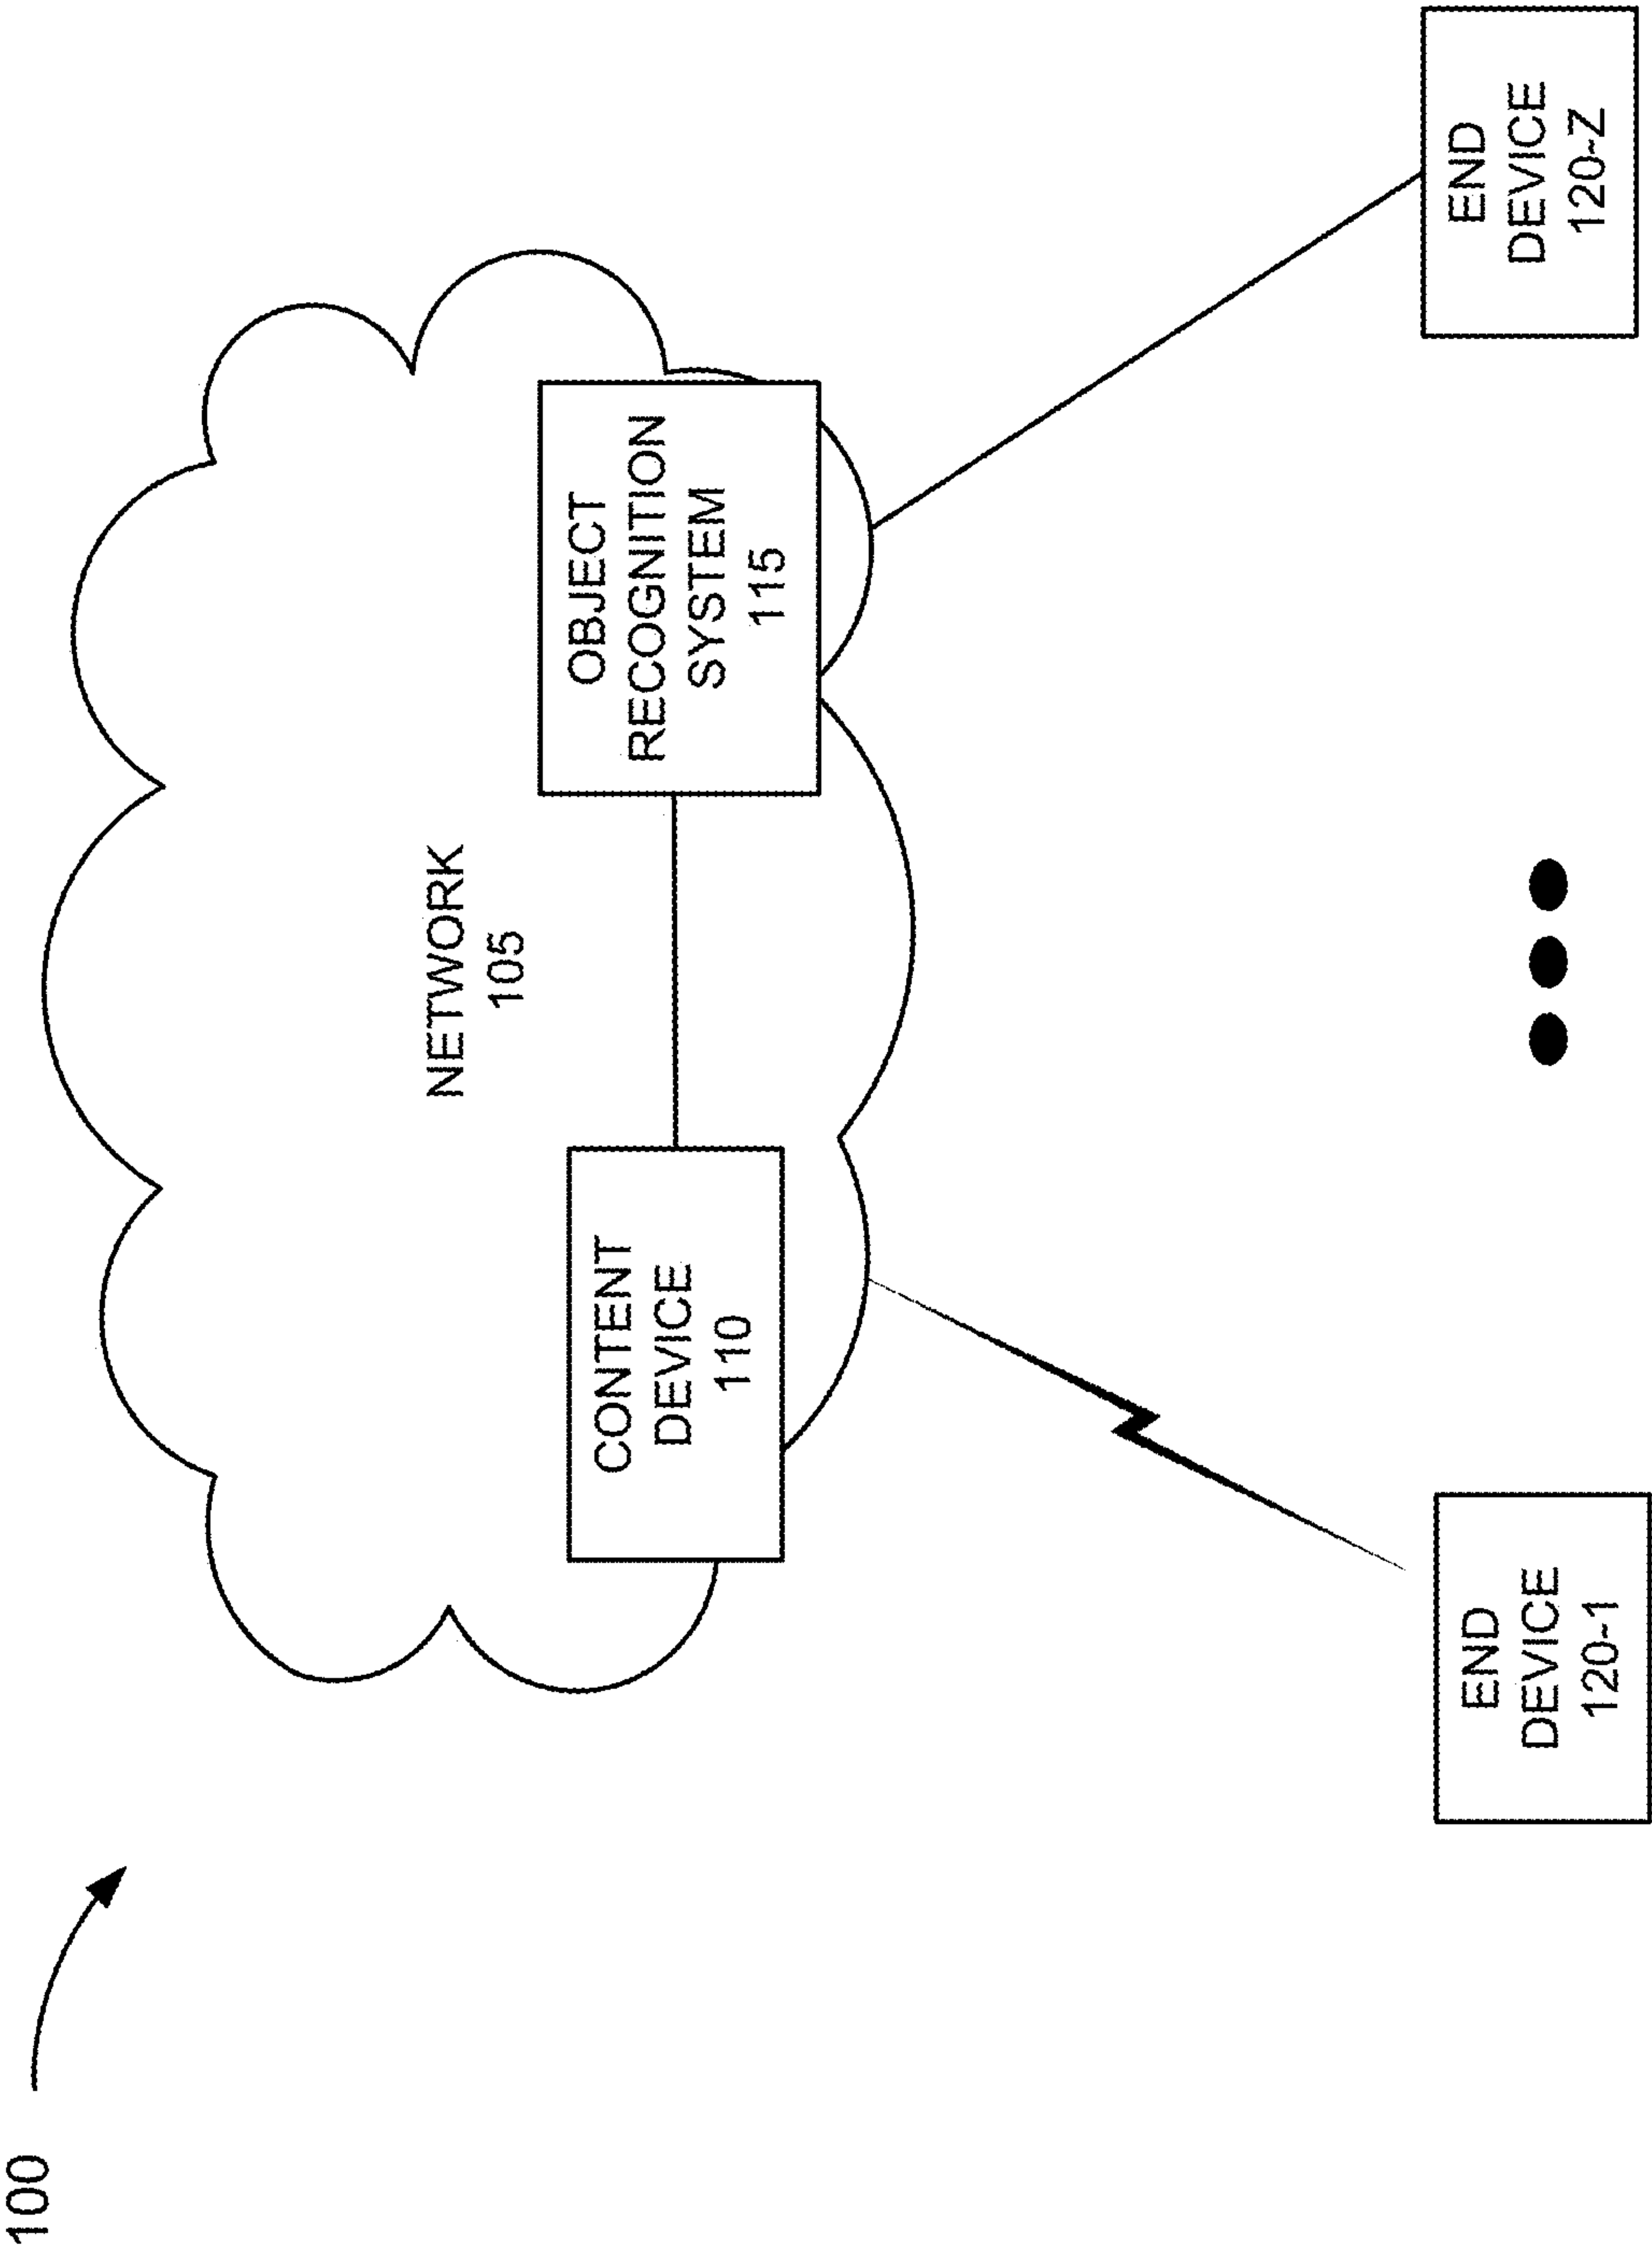 100
NETWORK
105
CONTENT
DEVICE
110
OBJECT
RECOGNITION
SYSTEM
115
END
DEVICE
120-1
END
DEVICE
120-Z